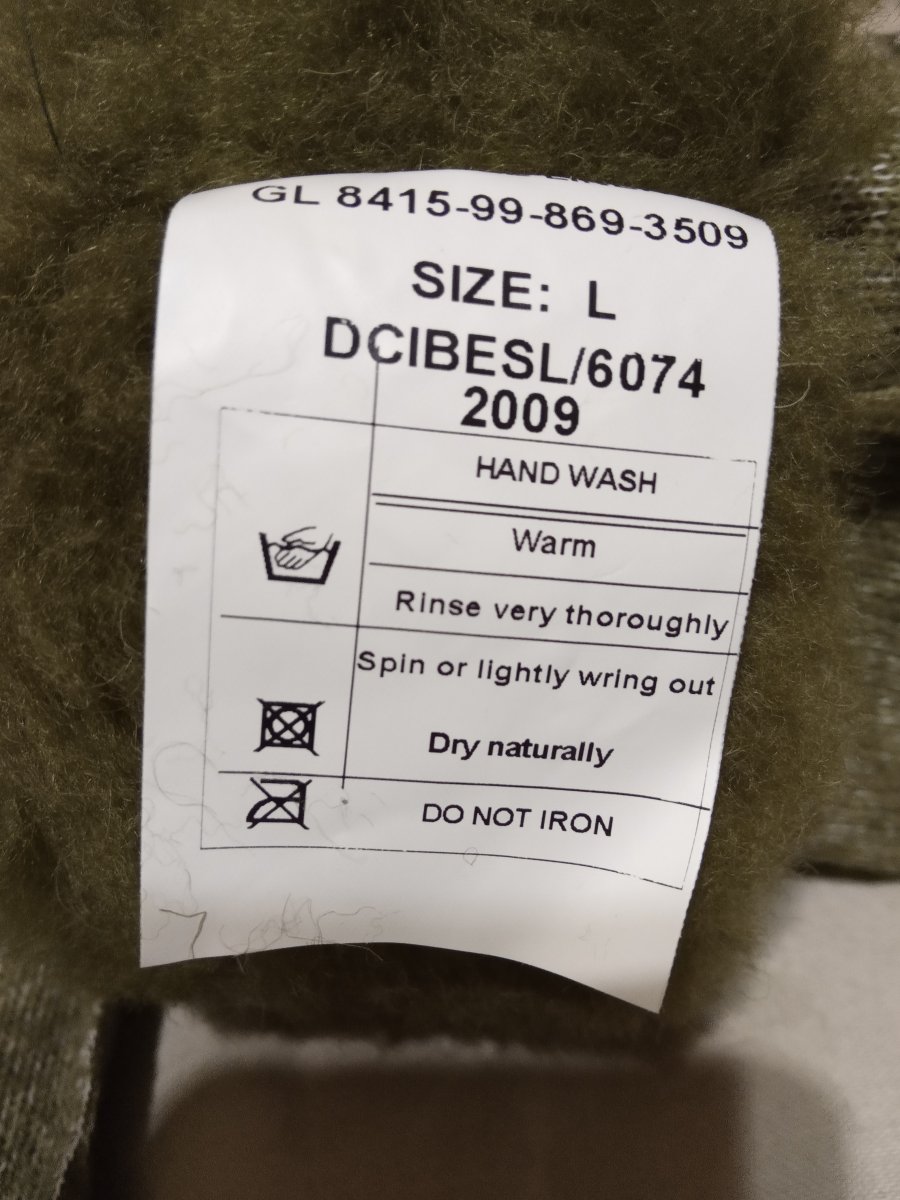 GL 8415-99-869-3509
SIZE: L
DCIBESL/6074
2009
HAND WASH
Warm
Rinse very thoroughly
Spin or lightly wring out
Dry naturally
DO NOT IRON